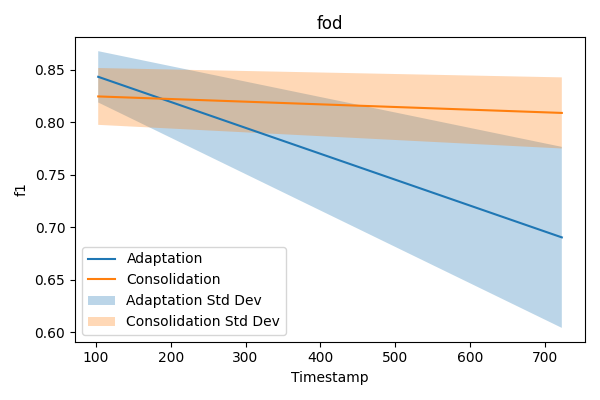 fod
f1
0.85
0.80
0.75
0.70
0.65
0.60
Adaptation
Consolidation
Adaptation Std Dev
Consolidation Std Dev
100 200 300 400 500 600 700
Timestamp